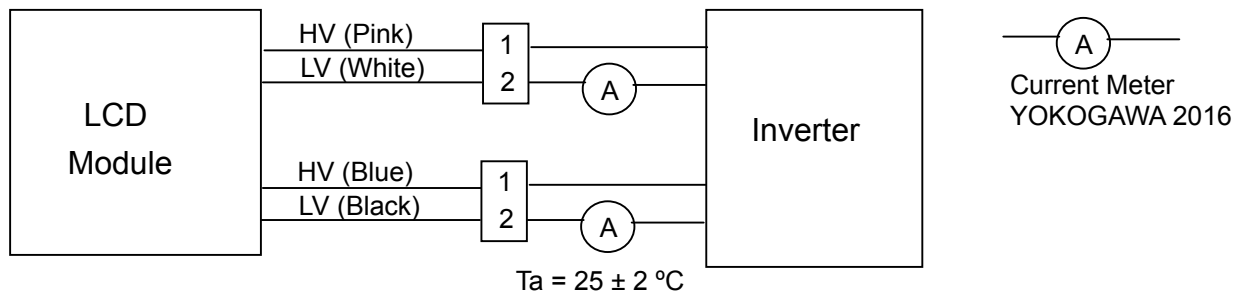 LCD
Module
HV (Pink)
LV (White)
1
2
A
HV (Blue)
LV (Black)
1
2
A
Ta = 25 ± 2 ºC
Inverter
A
Current Meter
YOKOGAWA 2016